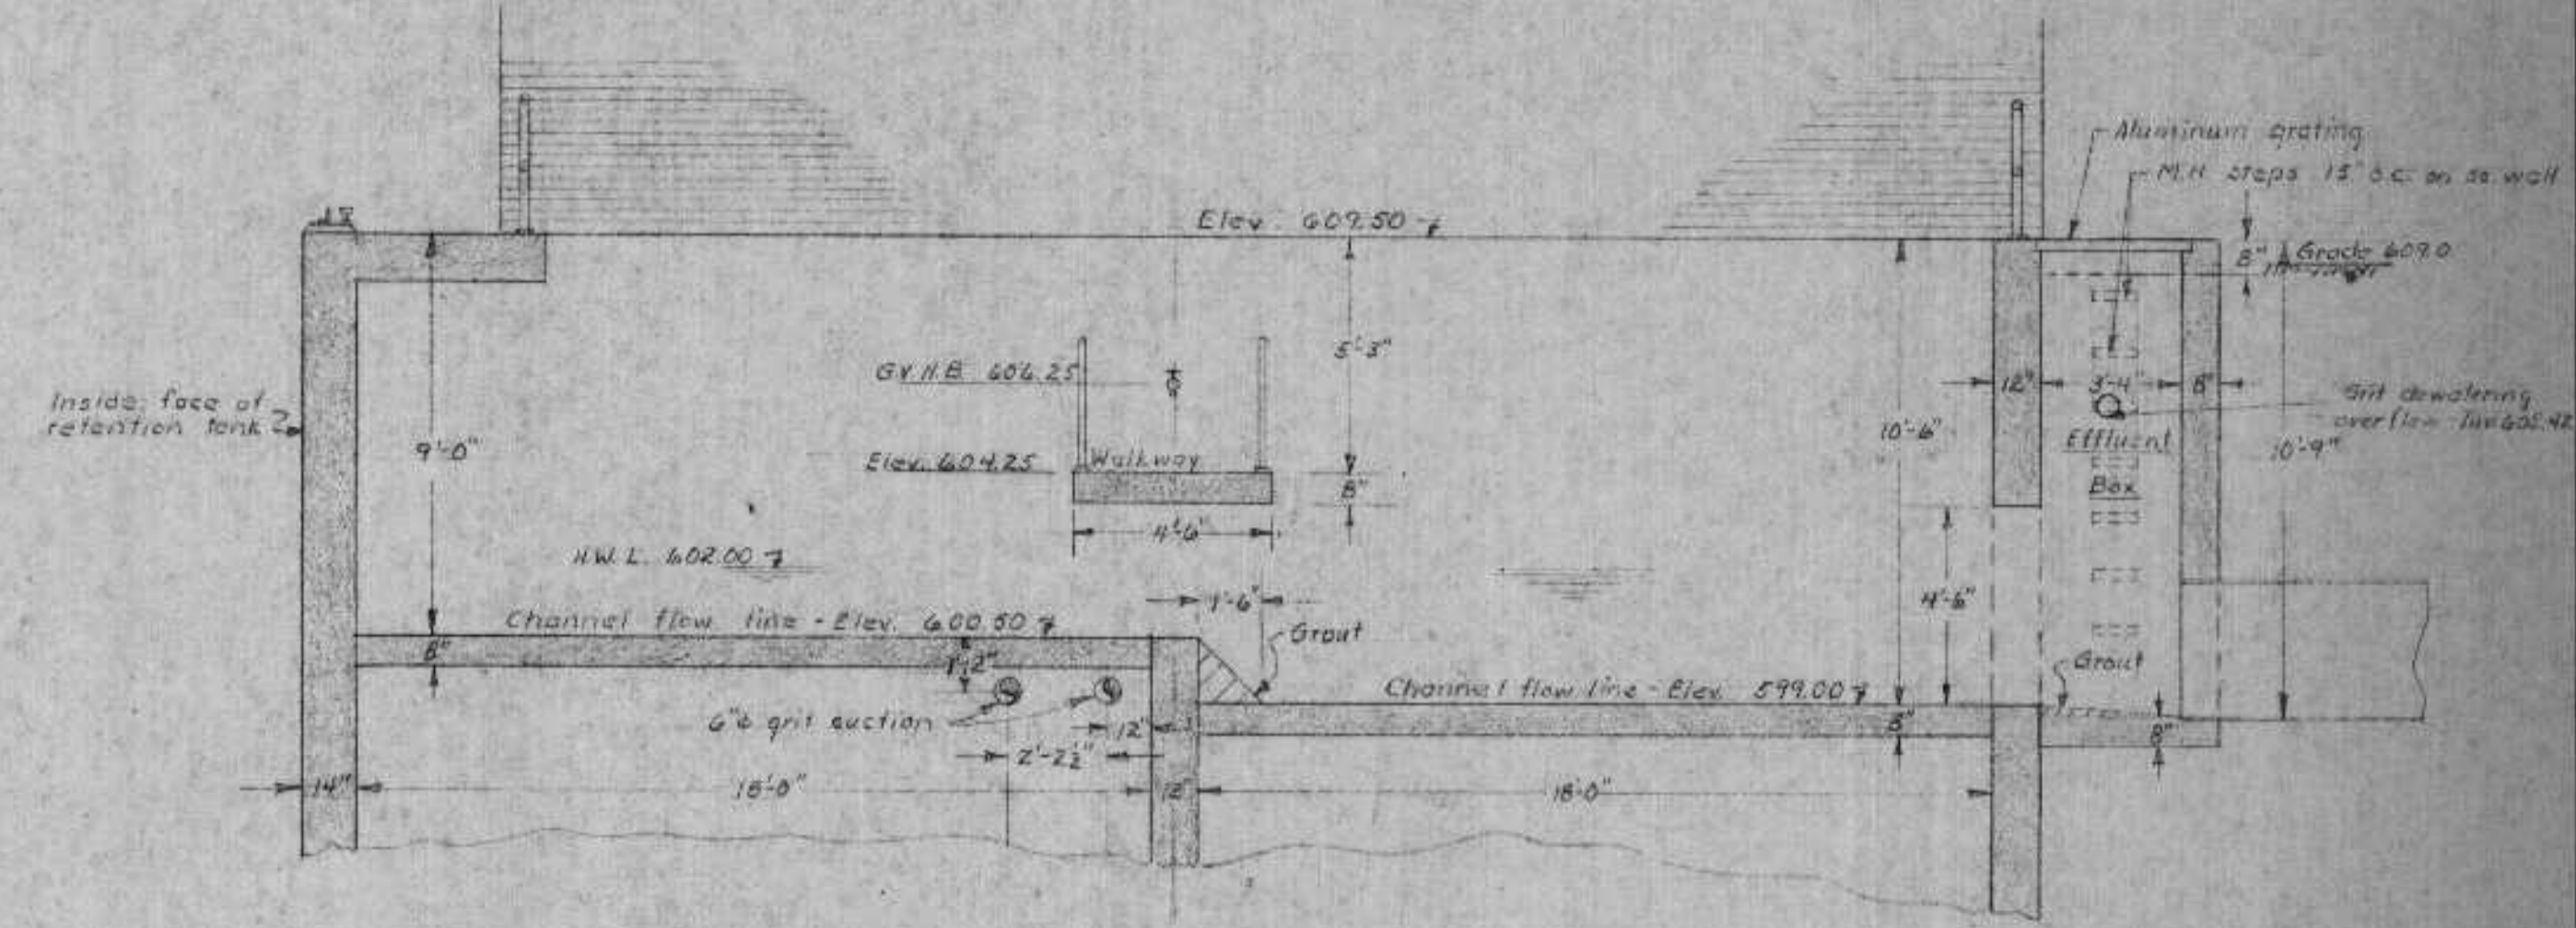 Aluminum grating
M.H. steps 15" o.c. on so. wall
Elev. 609.50
8"
Grade 609.0
5'-3"
G.V. H.B. 606.25
12"
3'-4"
8"
Inside face of
retention tank
Grit dewatering
overflow
9'-0"
10'-6"
Effluent
10'-9"
Elev. 604.25
Walkway
8"
Box
4'-6"
H.W.L. 602.00
1'-6"
4'-6"
Channel flow line - Elev. 600.50
Grout
8"
1'-2"
Grout
Channel flow line - Elev. 599.00
6"φ grit suction
12"
8"
8"
2'-2½"
14"
18'-0"
12"
18'-0"